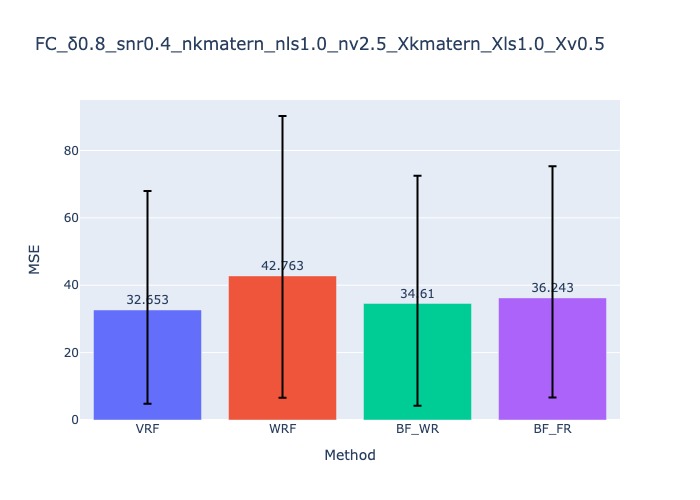 FC_δ0.8_snr0.4_nkmatern_nls1.0_nv2.5_Xkmatern_Xls1.0_Xv0.5
MSE
80
60
40
20
0
32.653
42.763
34.61
36.243
VRF
WRF
BF_WR
BF_FR
Method